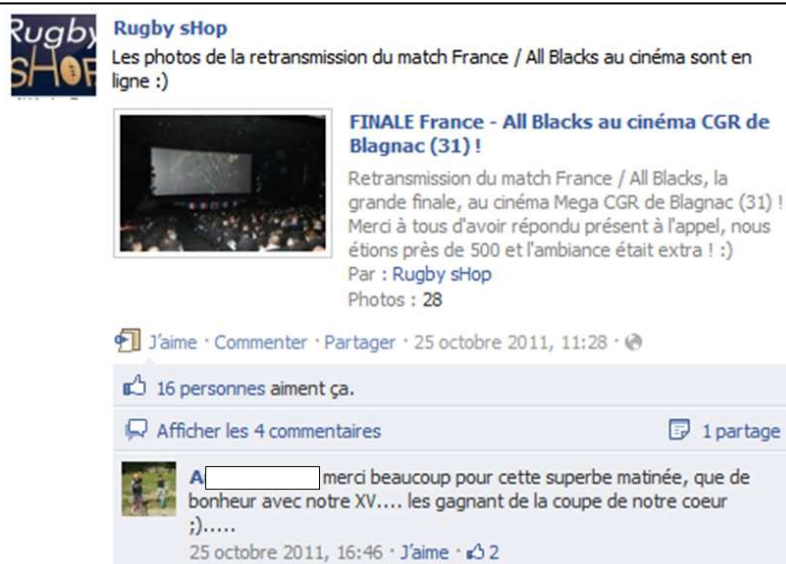 Rugby
SHOP
Rugby sHop
Les photos de la retransmission du match France / All Blacks au cinéma sont en
ligne :)
FINALE France - All Blacks au cinéma CGR de
Blagnac (31) !
Retransmission du match France / All Blacks, la
grande finale, au cinéma Mega CGR de Blagnac (31) !
Merci à tous d'avoir répondu présent à l'appel, nous
étions près de 500 et l'ambiance était extra ! :)
Par : Rugby sHop
Photos : 28
J'aime · Commenter · Partager · 25 octobre 2011, 11:28 ·
16 personnes aiment ça.
Afficher les 4 commentaires 1 partage
A merci beaucoup pour cette superbe matinée, que de
bonheur avec notre XV.... les gagnant de la coupe de notre coeur
;).....
25 octobre 2011, 16:46 · J'aime · 2